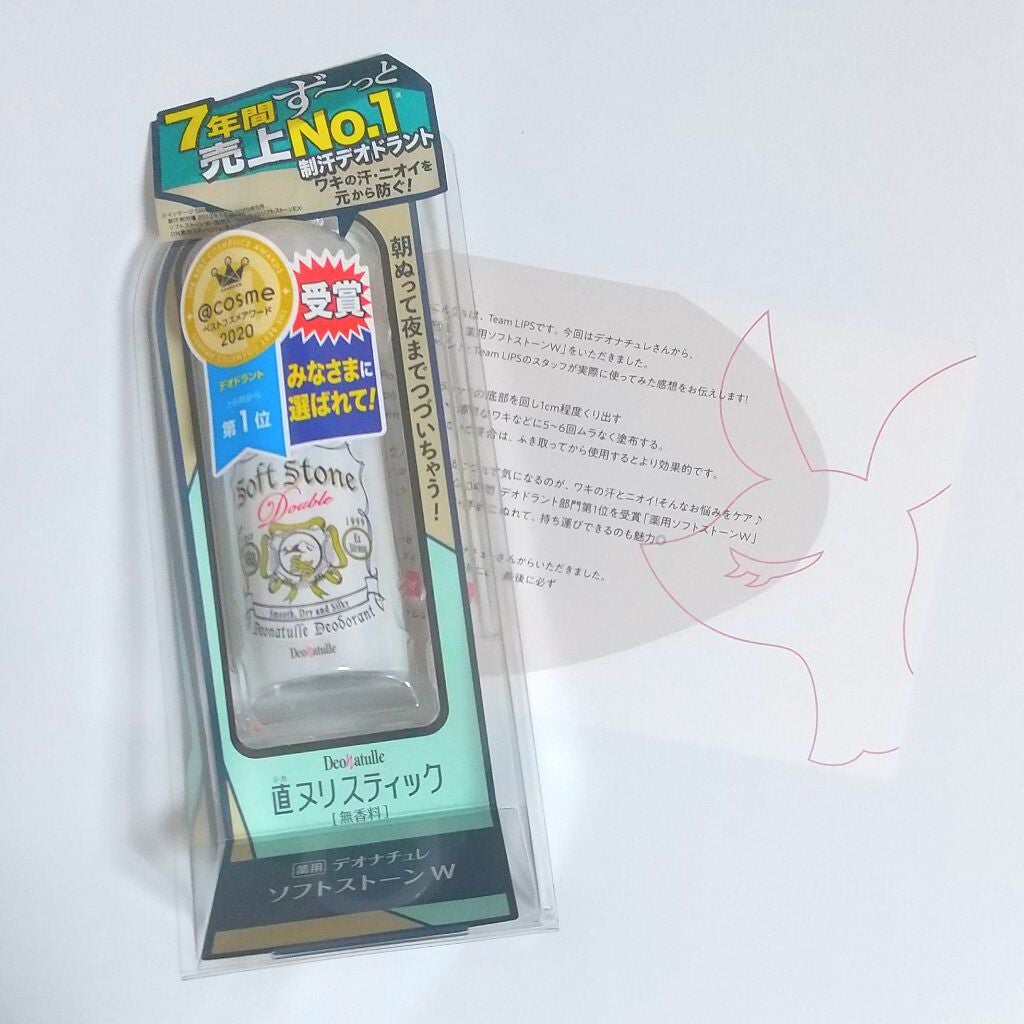 ず〜っと
7年間
売上No.1※
制汗デオドラント
ワキの汗・ニオイを
元から防ぐ!
朝ぬって夜までつづいちゃう!
@cosme
ベストコスメアワード
2020
受賞
みなさまに
選ばれて!
デオドラント
第1位
Soft Stone
Double
1999
Ex
Strong
Smooth, Dry and Silky
Deonatulle Deodorant
Deonatulle
Deonatulle
ジカ
直ヌリスティック
[無香料]
薬用 デオナチュレ
ソフトストーンW
は、Team LIPSです。今回はデオナチュレさんから、
薬用ソフトストーンW」をいただきました。
Team LIPSのスタッフが実際に使ってみた感想をお伝えします!
の底部を回し1cm程度くり出す
ワキなどに5~6回ムラなく塗布する。
合は、ふき取ってから使用するとより効果的です。
て気になるのが、ワキの汗とニオイ!そんなお悩みをケア♪
デオドラント部門第1位を受賞「薬用ソフトストーンW」
ぬれて、持ち運びできるのも魅力◎
さんからいただきました。
最後に必ず